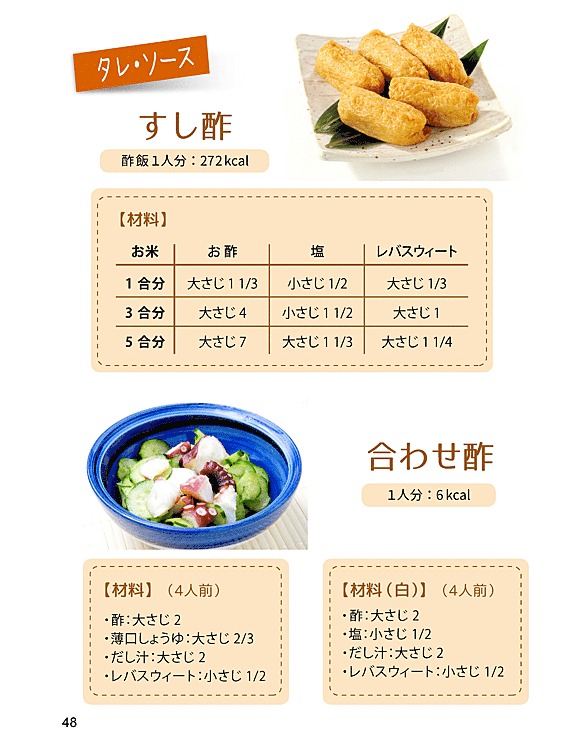 タレ・ソース
すし酢
酢飯1人分：272kcal
【材料】
お米 お酢 塩 レバスウィート
1合分 大さじ1 1/3 小さじ1/2 大さじ1/3
3合分 大さじ4 小さじ1 1/2 大さじ1
5合分 大さじ7 大さじ1 1/3 大さじ1 1/4
合わせ酢
1人分：6kcal
【材料】（4人前）
・酢：大さじ2
・薄口しょうゆ：大さじ2/3
・だし汁：大さじ2
・レバスウィート：小さじ1/2
【材料（白）】（4人前）
・酢：大さじ2
・塩：小さじ1/2
・だし汁：大さじ2
・レバスウィート：小さじ1/2
48